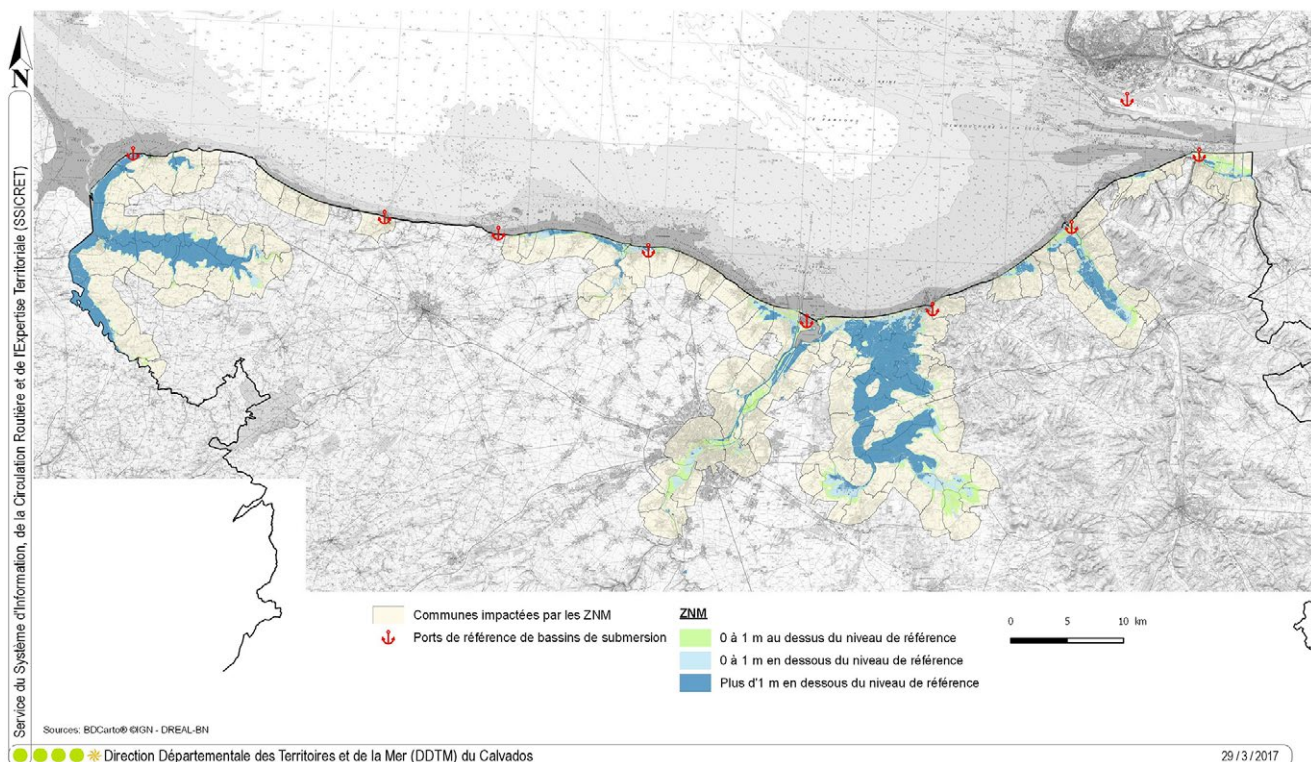 N
Service du Système d'Information, de la Circulation Routière et de l'Expertise Territoriale (SSICRET)
Communes impactées par les ZNM
Ports de référence de bassins de submersion
ZNM
0 à 1 m au dessus du niveau de référence
0 à 1 m en dessous du niveau de référence
Plus d'1 m en dessous du niveau de référence
0 5 10 km
Sources: BDCarto® ©IGN - DREAL-BN
Direction Départementale des Territoires et de la Mer (DDTM) du Calvados
29 / 3 / 2017